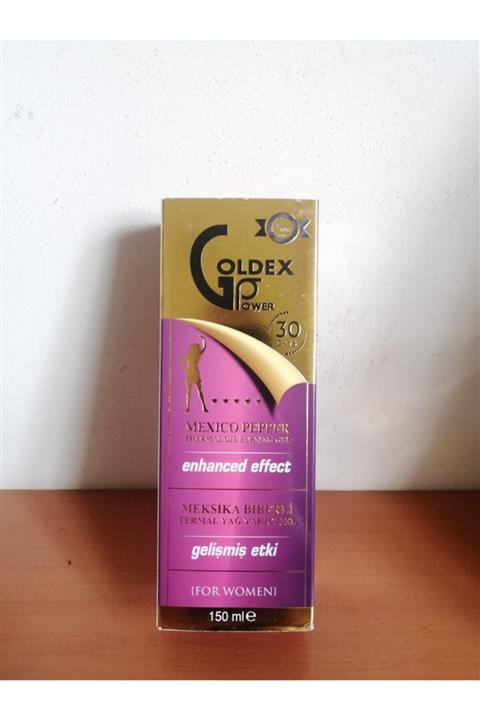 GOLDEX
POWER
30
DAYS
MEXICO PEPPER
THERMAL OIL BURNING GEL
enhanced effect
MEKSİKA BİBERLİ
TERMAL YAĞ YAKICI JEL
gelişmiş etki
{FOR WOMEN}
150 ml e